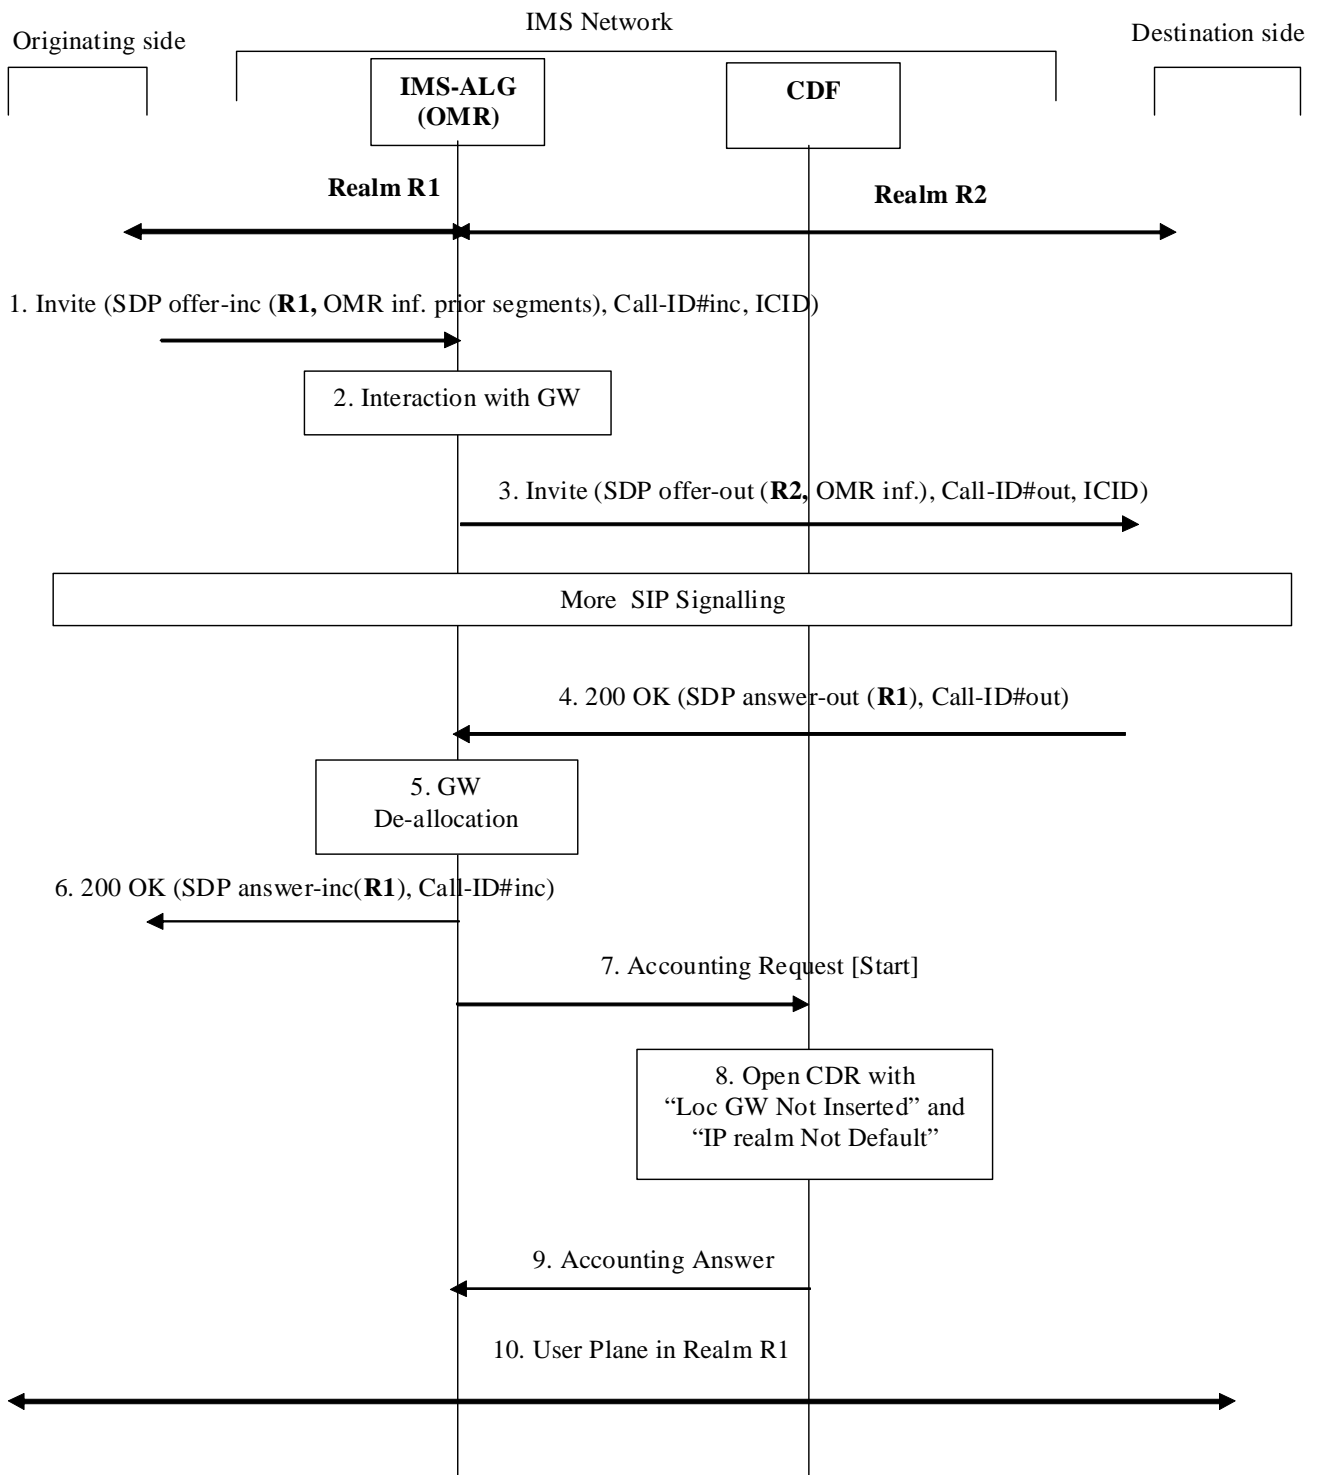 IMS Network
Originating side
Destination side
IMS-ALG
(OMR)
CDF
Realm R1
Realm R2
1. Invite (SDP offer-inc (R1, OMR inf. prior segments), Call-ID#inc, ICID)
2. Interaction with GW
3. Invite (SDP offer-out (R2, OMR inf.), Call-ID#out, ICID)
More SIP Signalling
4. 200 OK (SDP answer-out (R1), Call-ID#out)
5. GW
De-allocation
6. 200 OK (SDP answer-inc(R1), Call-ID#inc)
7. Accounting Request [Start]
8. Open CDR with
“Loc GW Not Inserted” and
“IP realm Not Default”
9. Accounting Answer
10. User Plane in Realm R1